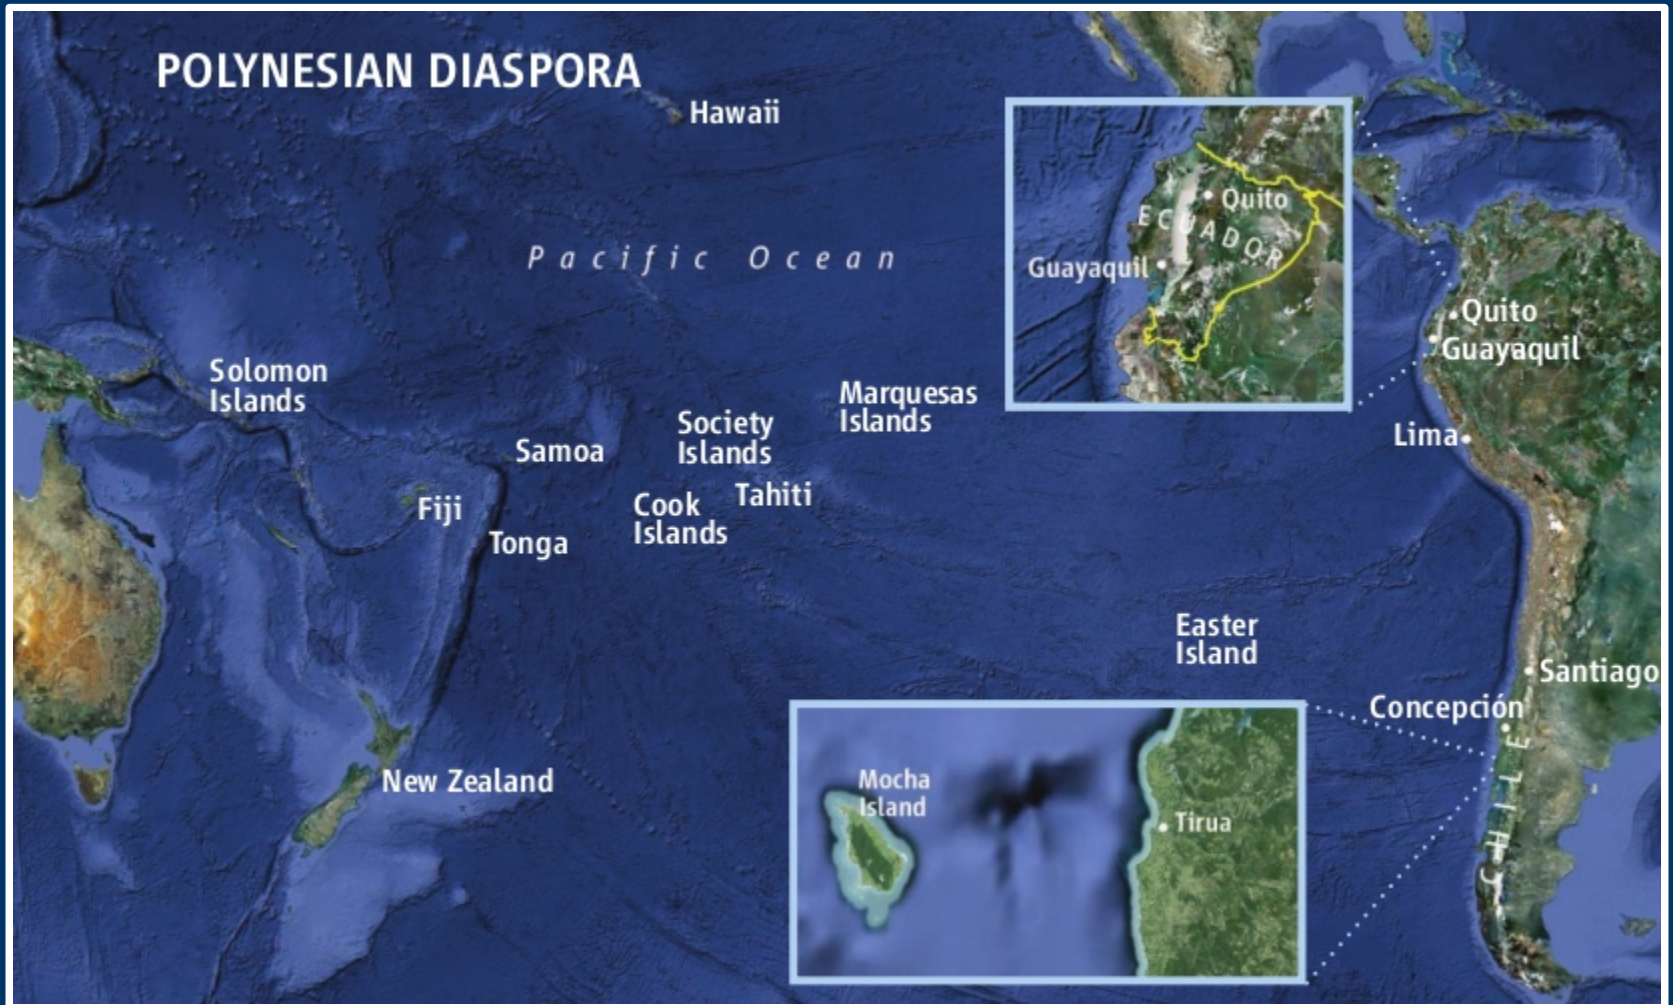 POLYNESIAN DIASPORA
Hawaii
Pacific Ocean
Quito
ECUADOR
Guayaquil
Quito
Guayaquil
Solomon
Islands
Marquesas
Islands
Society
Islands
Samoa
Lima
Tahiti
Cook
Islands
Fiji
Tonga
Easter
Island
Santiago
Concepción
CHILE
New Zealand
Mocha
Island
Tirua